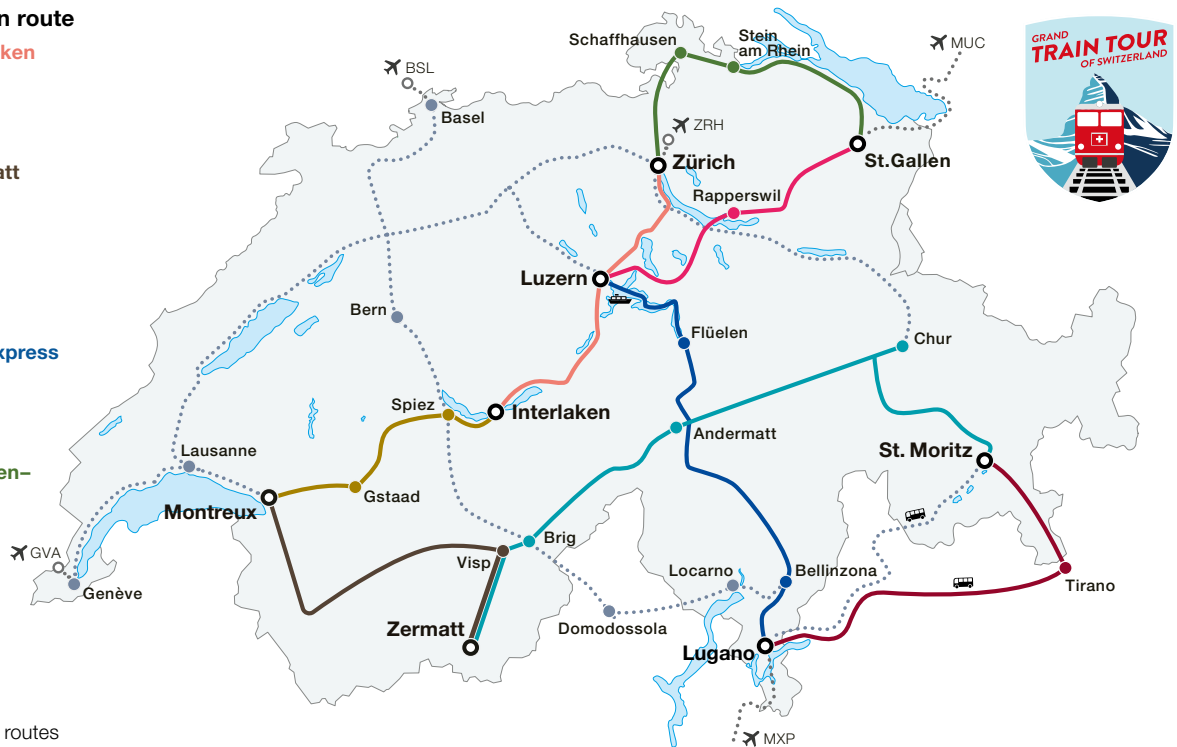 n route
ken
att
xpress
en–
routes
GRAND
TRAIN TOUR
OF SWITZERLAND
Schaffhausen
Stein
am Rhein
MUC
BSL
Basel
ZRH
Zürich
St.Gallen
Rapperswil
Luzern
Bern
Flüelen
Chur
Spiez
Interlaken
Andermatt
Lausanne
St. Moritz
Gstaad
Montreux
Brig
Visp
GVA
Genève
Locarno
Bellinzona
Tirano
Domodossola
Zermatt
Lugano
MXP